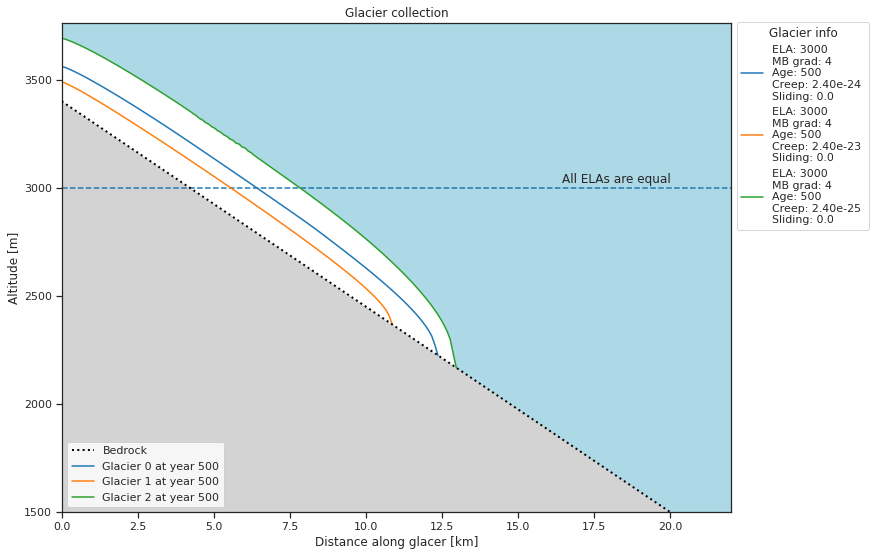 Glacier collection
Altitude [m]
3500
3000
2500
2000
1500
All ELAs are equal
Bedrock
Glacier 0 at year 500
Glacier 1 at year 500
Glacier 2 at year 500
0.0 2.5 5.0 7.5 10.0 12.5 15.0 17.5 20.0
Distance along glacer [km]
Glacier info
ELA: 3000
MB grad: 4
Age: 500
Creep: 2.40e-24
Sliding: 0.0
ELA: 3000
MB grad: 4
Age: 500
Creep: 2.40e-23
Sliding: 0.0
ELA: 3000
MB grad: 4
Age: 500
Creep: 2.40e-25
Sliding: 0.0